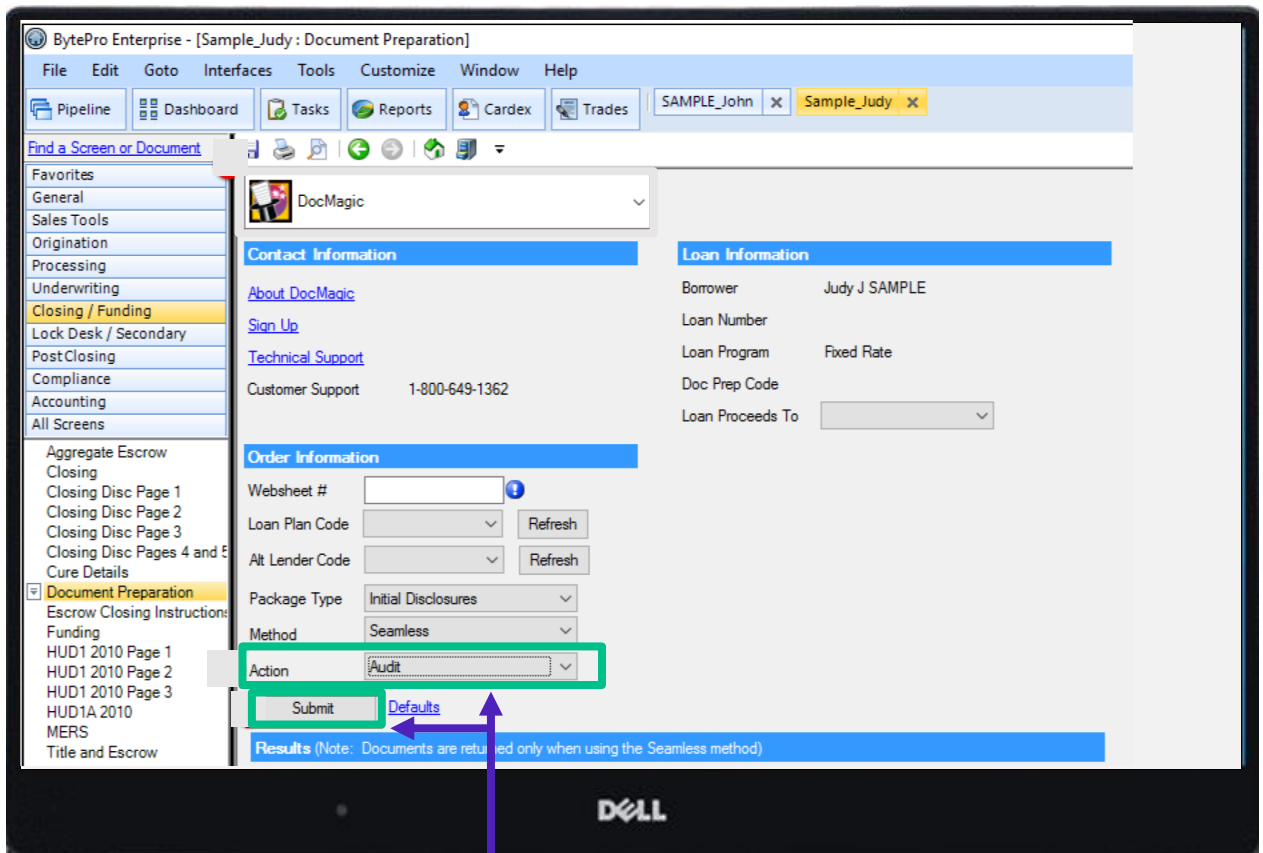 BytePro Enterprise - [Sample_Judy : Document Preparation]
File Edit Goto Interfaces Tools Customize Window Help
Pipeline Dashboard Tasks Reports Cardex Trades SAMPLE_John Sample_Judy
Find a Screen or Document
Favorites
General
Sales Tools
Origination
Processing
Underwriting
Closing / Funding
Lock Desk / Secondary
PostClosing
Compliance
Accounting
All Screens
Aggregate Escrow
Closing
Closing Disc Page 1
Closing Disc Page 2
Closing Disc Page 3
Closing Disc Pages 4 and 5
Cure Details
Document Preparation
Escrow Closing Instructions
Funding
HUD1 2010 Page 1
HUD1 2010 Page 2
HUD1 2010 Page 3
HUD1A 2010
MERS
Title and Escrow
DocMagic
Contact Information
About DocMagic
Sign Up
Technical Support
Customer Support 1-800-649-1362
Loan Information
Borrower Judy J SAMPLE
Loan Number
Loan Program Fixed Rate
Doc Prep Code
Loan Proceeds To
Order Information
Websheet #
Loan Plan Code Refresh
Alt Lender Code Refresh
Package Type Initial Disclosures
Method Seamless
Action Audit
Submit Defaults
Results (Note: Documents are returned only when using the Seamless method)
DELL